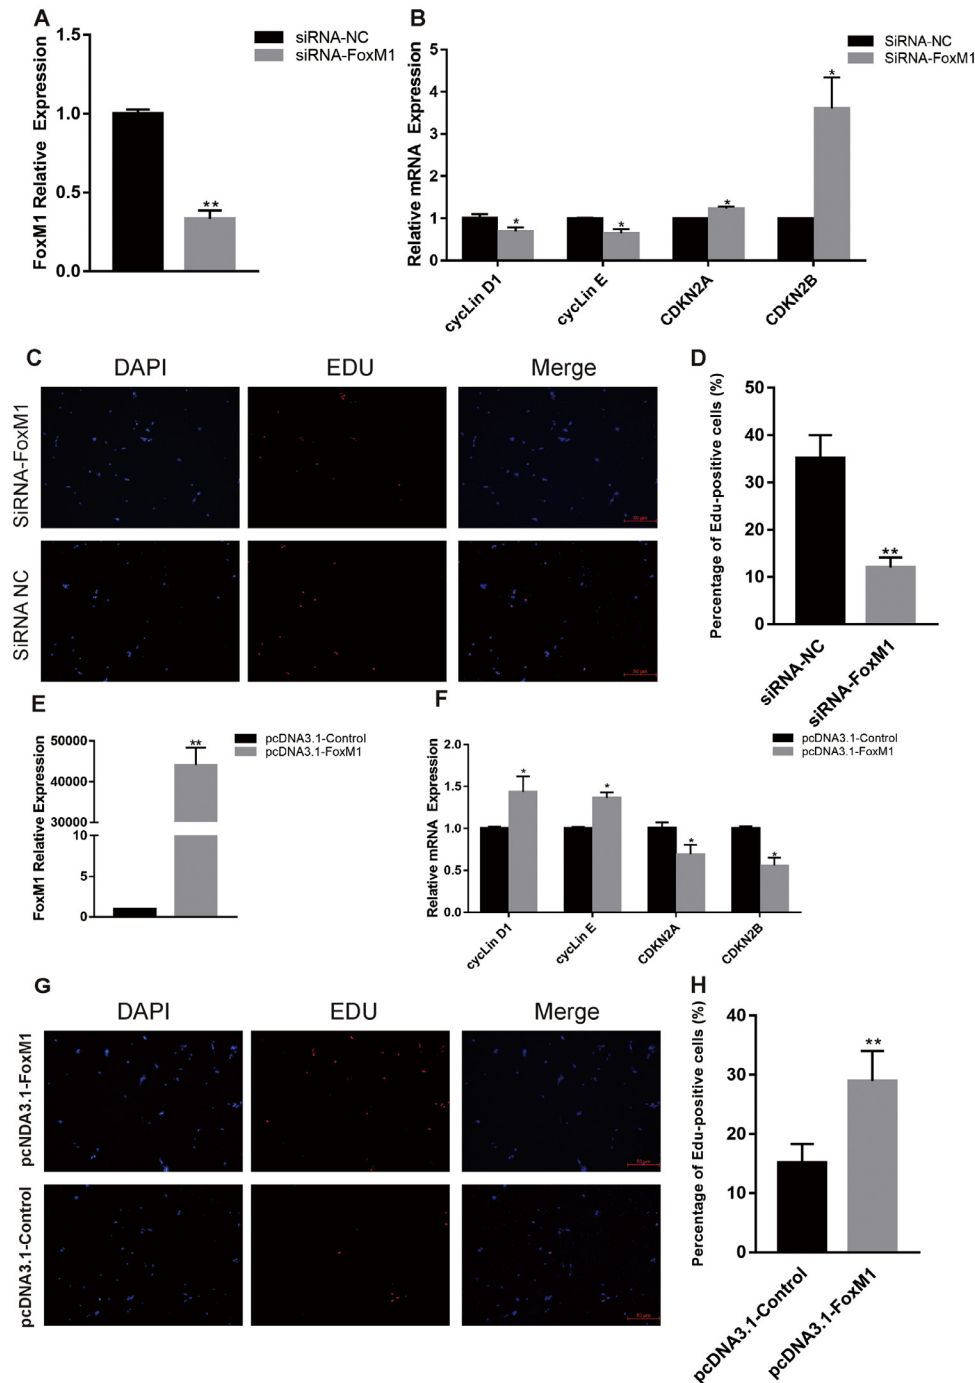 A
siRNA-NC
siRNA-FoxM1
FoxM1 Relative Expression
1.5
1.0
0.5
0.0
**
B
SiRNA-NC
SiRNA-FoxM1
Relative mRNA Expression
5
4
3
2
1
0
*
*
*
*
cycLin D1
cycLin E
CDKN2A
CDKN2B
C
DAPI
EDU
Merge
SiRNA-FoxM1
SiRNA NC
D
Percentage of Edu-positive cells (%)
50
40
30
20
10
0
**
siRNA-NC
siRNA-FoxM1
E
pcDNA3.1-Control
pcDNA3.1-FoxM1
FoxM1 Relative Expression
50000
40000
30000
10
5
0
**
F
pcDNA3.1-Control
pcDNA3.1-FoxM1
Relative mRNA Expression
2.0
1.5
1.0
0.5
0.0
*
*
*
*
cycLin D1
cycLin E
CDKN2A
CDKN2B
G
DAPI
EDU
Merge
pcNDA3.1-FoxM1
pcDNA3.1-Control
H
Percentage of Edu-positive cells (%)
40
30
20
10
0
**
pcDNA3.1-Control
pcDNA3.1-FoxM1